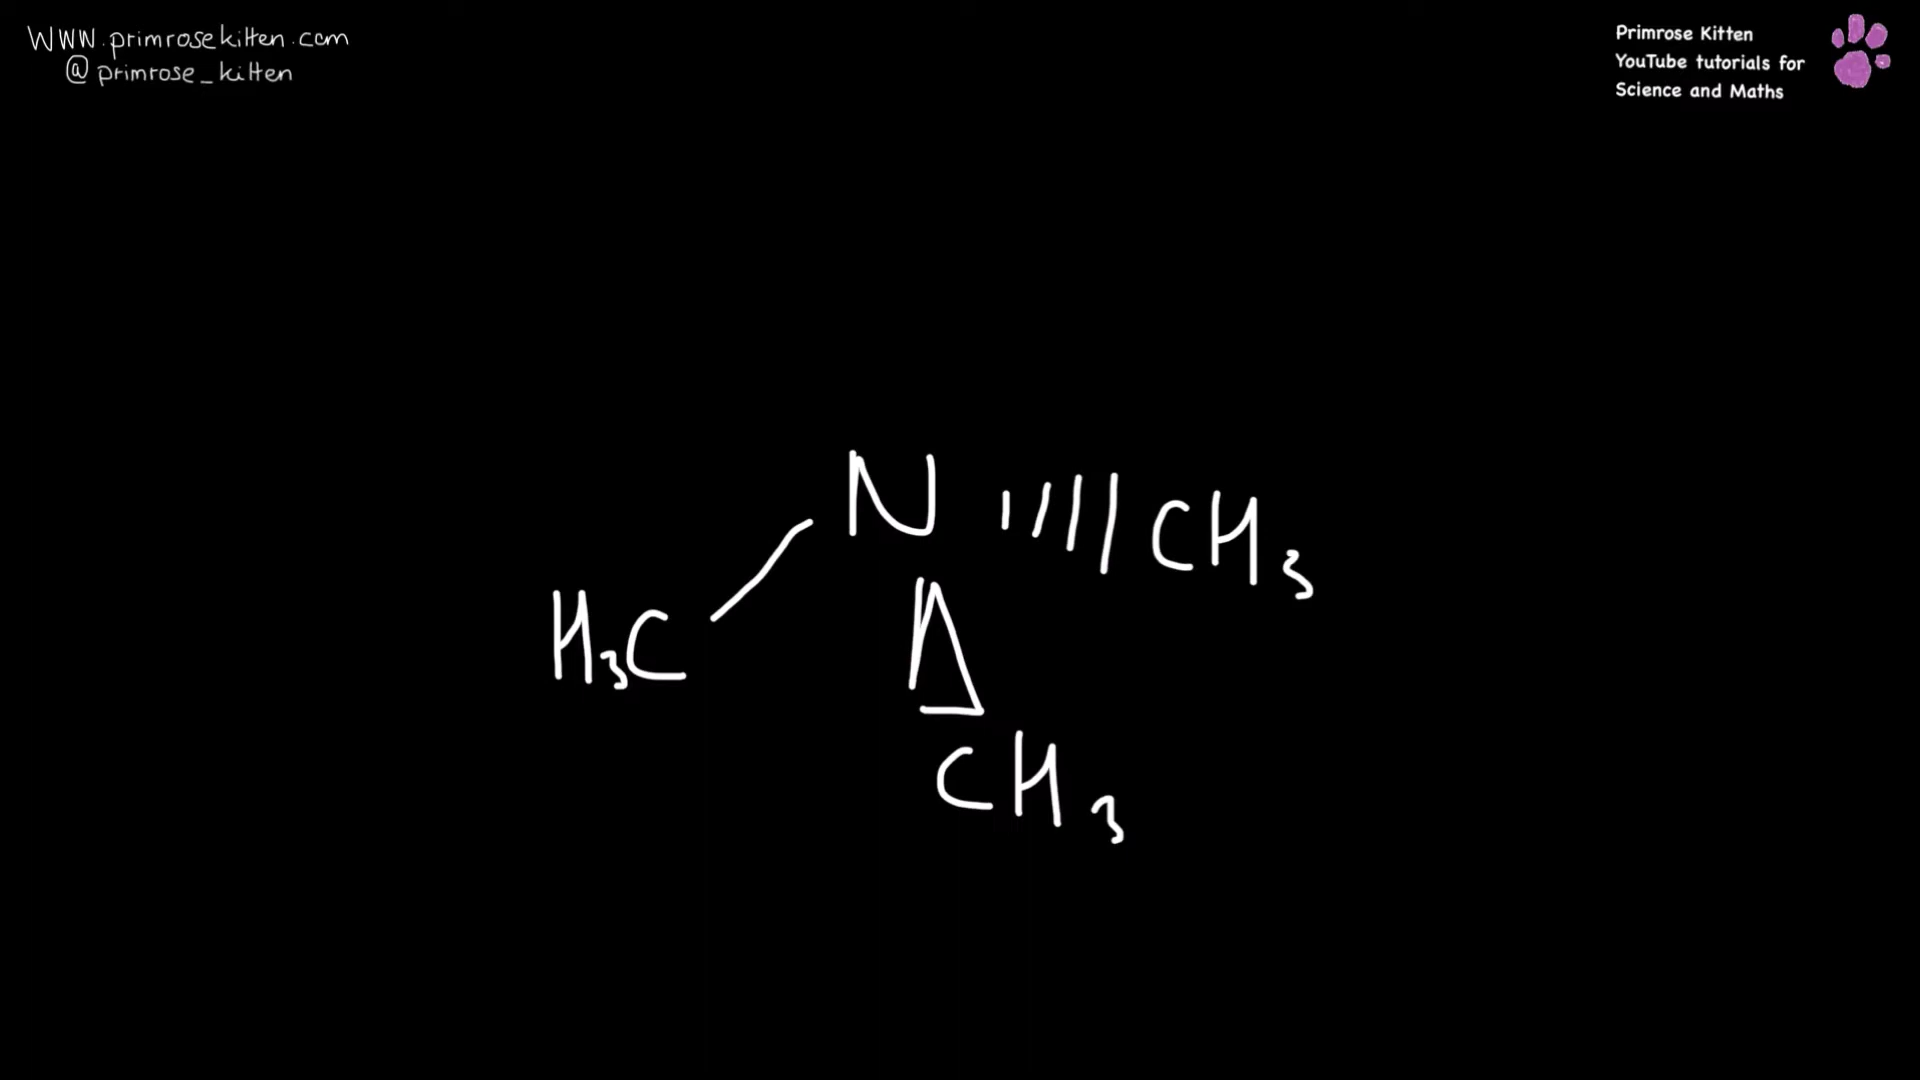 www.primrosekitten.com
@primrose_kitten
Primrose Kitten
YouTube tutorials for
Science and Maths
N CH3
H3C
CH3